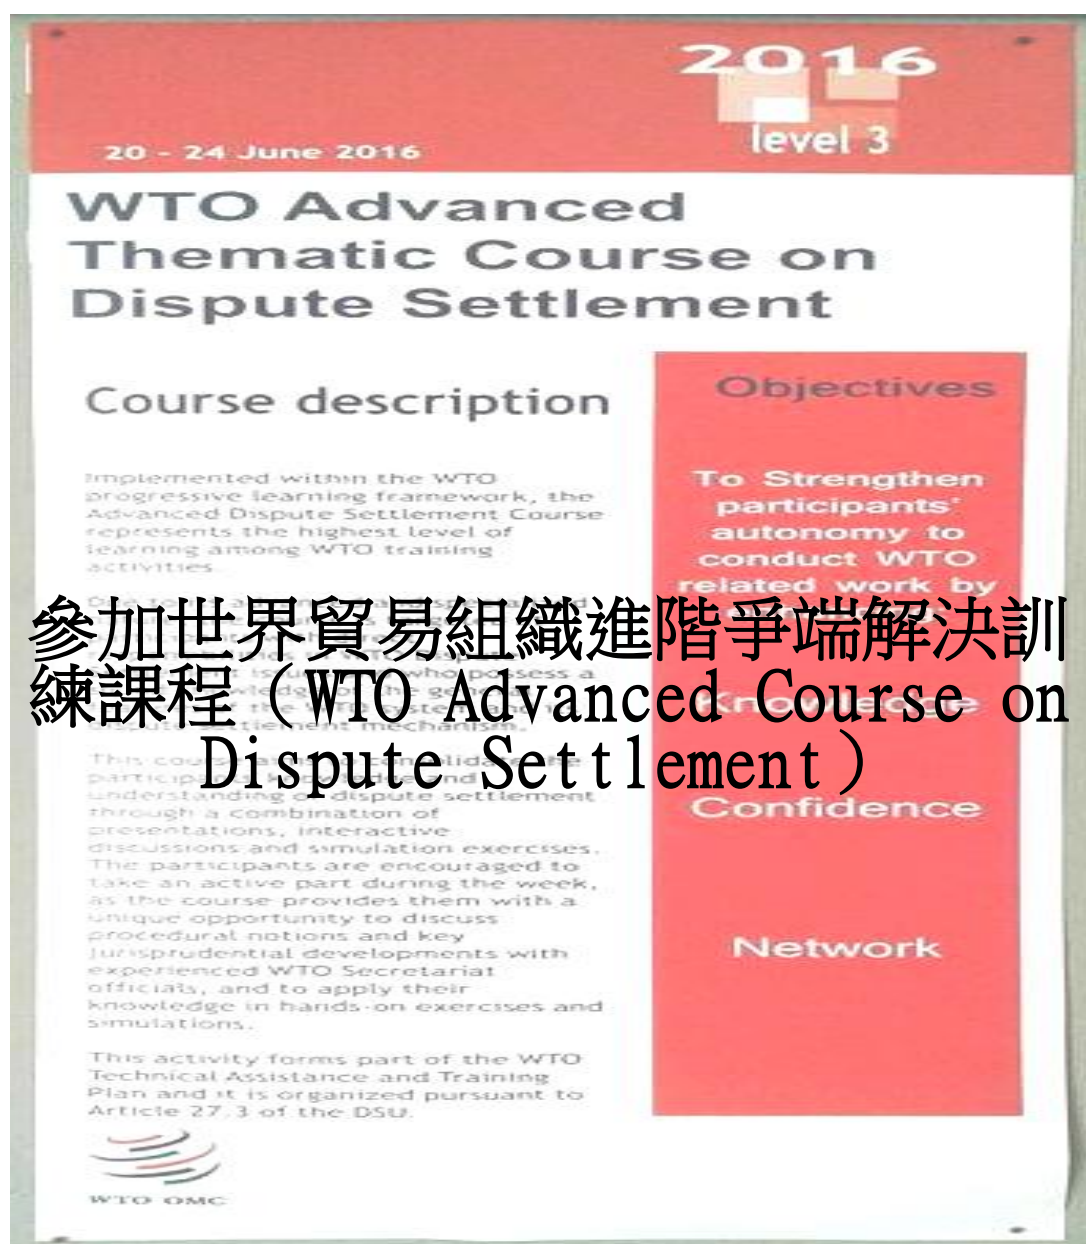 2016
level 3
20 - 24 June 2016
WTO Advanced
Thematic Course on
Dispute Settlement
Course description
Implemented within the WTO
progressive learning framework, the
Advanced Dispute Settlement Course
represents the highest level of
learning among WTO training
activities.
possess a
the
mechanism.
This course
understanding of dispute settlement
through a combination of
presentations, interactive
discussions and simulation exercises.
The participants are encouraged to
take an active part during the week,
as the course provides them with a
unique opportunity to discuss
procedural notions and key
jurisprudential developments with
experienced WTO Secretariat
officials, and to apply their
knowledge in hands-on exercises and
simulations.
This activity forms part of the WTO
Technical Assistance and Training
Plan and it is organized pursuant to
Article 27.3 of the DSU.
WTO OMC
Objectives
To Strengthen
participants'
autonomy to
conduct WTO
related work by
Knowledge
Confidence
Network
參加世界貿易組織進階爭端解決訓
練課程（WTO Advanced Course on
Dispute Settlement）